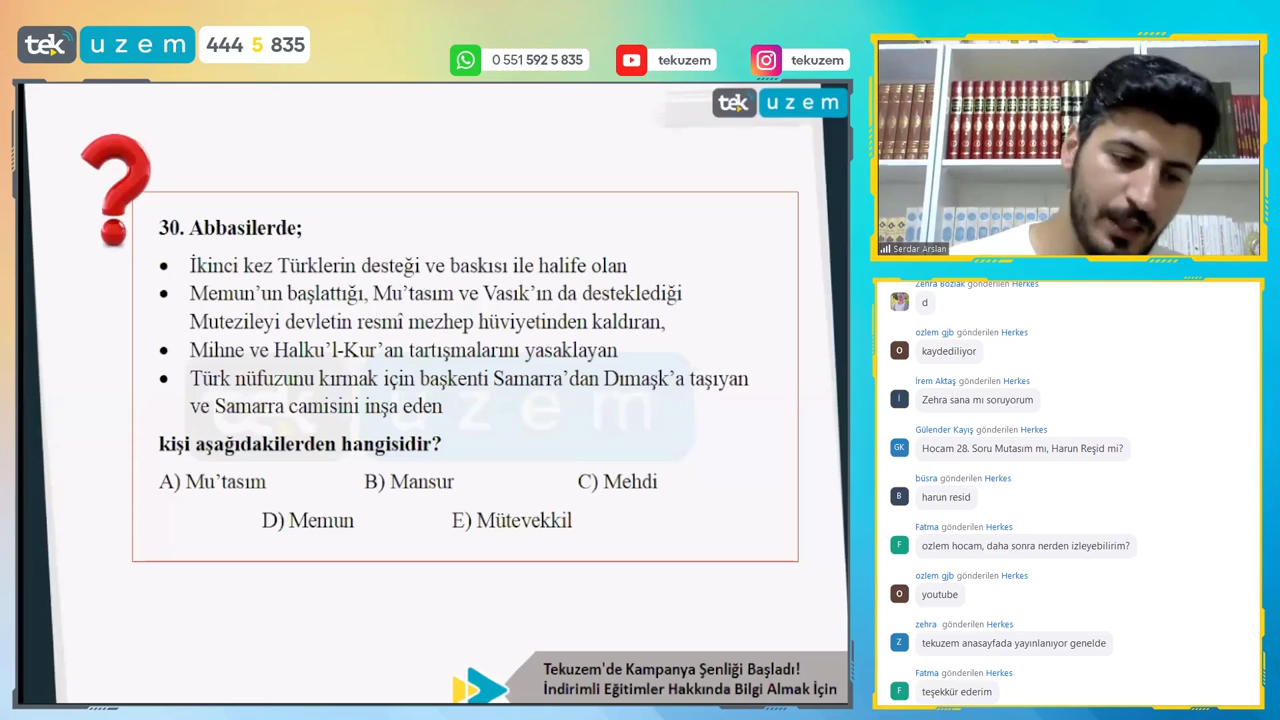 tek uzem 444 5 835
0 551 592 5 835
tekuzem
tekuzem
tek uzem
30. Abbasilerde;
• İkinci kez Türklerin desteği ve baskısı ile halife olan
• Memun’un başlattığı, Mu’tasım ve Vasık’ın da desteklediği
Mutezileyi devletin resmî mezhep hüviyetinden kaldıran,
• Mihne ve Halku’l-Kur’an tartışmalarını yasaklayan
• Türk nüfuzunu kırmak için başkenti Samarra’dan Dımaşk’a taşıyan
ve Samarra camisini inşa eden
uzem
kişi aşağıdakilerden hangisidir?
A) Mu’tasım B) Mansur C) Mehdi
D) Memun E) Mütevekkil
Tekuzem'de Kampanya Şenliği Başladı!
İndirimli Eğitimler Hakkında Bilgi Almak İçin
Serdar Arslan
Zehra Bozlak gönderilen Herkes
d
ozlem gjb gönderilen Herkes
O kaydediliyor
İrem Aktaş gönderilen Herkes
İ Zehra sana mı soruyorum
Gülender Kayış gönderilen Herkes
GK Hocam 28. Soru Mutasım mı, Harun Reşid mi?
büsra gönderilen Herkes
B harun resid
Fatma gönderilen Herkes
F ozlem hocam, daha sonra nerden izleyebilirim?
ozlem gjb gönderilen Herkes
O youtube
zehra gönderilen Herkes
Z tekuzem anasayfada yayınlanıyor genelde
Fatma gönderilen Herkes
F teşekkür ederim